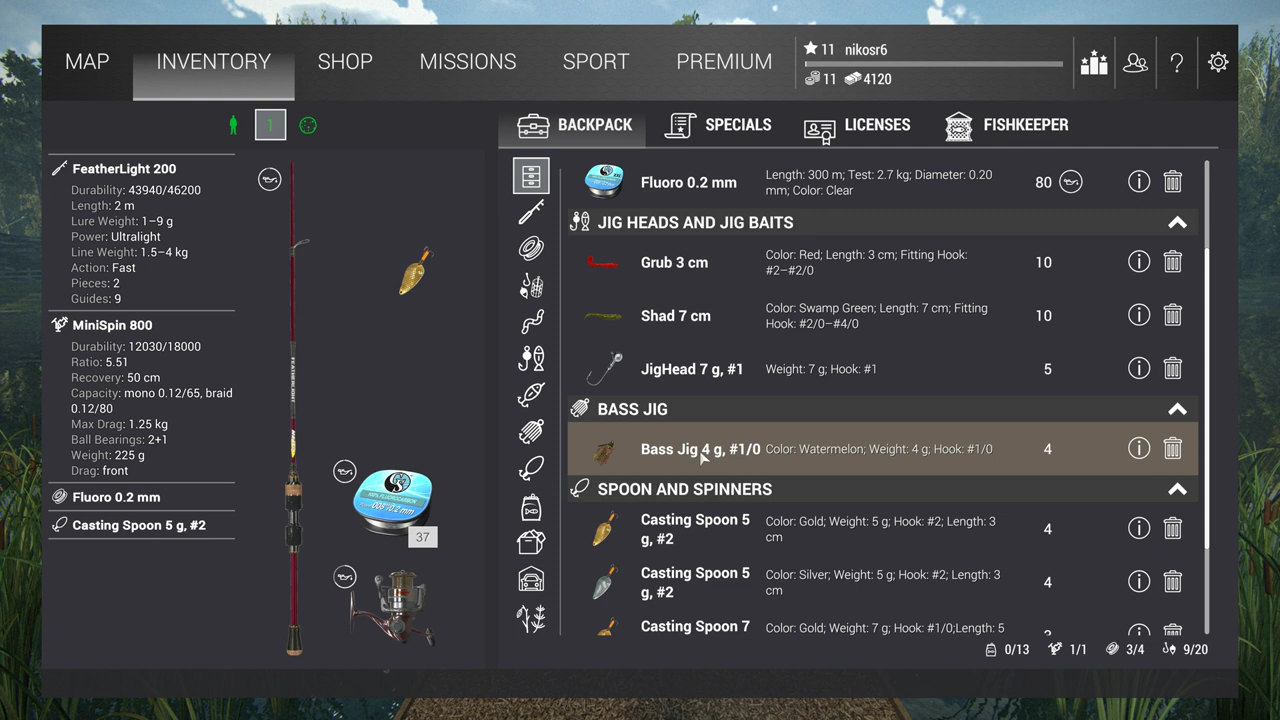 MAP
INVENTORY
SHOP
MISSIONS
SPORT
PREMIUM
11 nikosr6
11 4120
?
1
FeatherLight 200
Durability: 43940/46200
Length: 2 m
Lure Weight: 1–9 g
Power: Ultralight
Line Weight: 1.5–4 kg
Action: Fast
Pieces: 2
Guides: 9
MiniSpin 800
Durability: 12030/18000
Ratio: 5.51
Recovery: 50 cm
Capacity: mono 0.12/65, braid
0.12/80
Max Drag: 1.25 kg
Ball Bearings: 2+1
Weight: 225 g
Drag: front
Fluoro 0.2 mm
Casting Spoon 5 g, #2
FEATHERLIGHT
100% FLUOROCARBON
.008"/0.2 mm
37
BACKPACK
SPECIALS
LICENSES
FISHKEEPER
Fluoro 0.2 mm
Length: 300 m; Test: 2.7 kg; Diameter: 0.20
mm; Color: Clear
80
JIG HEADS AND JIG BAITS
Grub 3 cm
Color: Red; Length: 3 cm; Fitting Hook:
#2–#2/0
10
Shad 7 cm
Color: Swamp Green; Length: 7 cm; Fitting
Hook: #2/0–#4/0
10
JigHead 7 g, #1
Weight: 7 g; Hook: #1
5
BASS JIG
Bass Jig 4 g, #1/0
Color: Watermelon; Weight: 4 g; Hook: #1/0
4
SPOON AND SPINNERS
Casting Spoon 5
g, #2
Color: Gold; Weight: 5 g; Hook: #2; Length: 3
cm
4
Casting Spoon 5
g, #2
Color: Silver; Weight: 5 g; Hook: #2; Length: 3
cm
4
Casting Spoon 7
Color: Gold; Weight: 7 g; Hook: #1/0;Length: 5
0/13
1/1
3/4
9/20